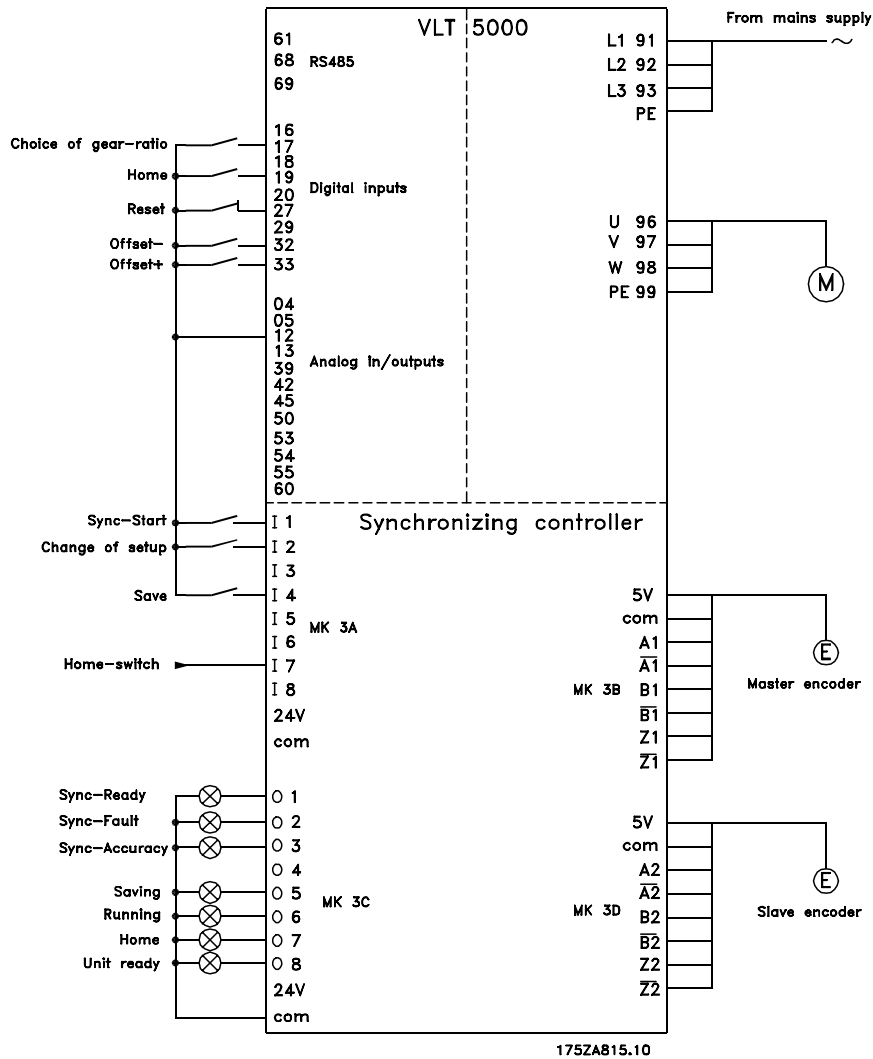 VLT 5000
From mains supply
61
68 RS485
69
L1 91
L2 92
L3 93
PE
Choice of gear-ratio
Home
Reset
Offset-
Offset+
16
17
18
19
20
27
29
32
33
Digital inputs
U 96
V 97
W 98
PE 99
M
04
05
12
13
39
42
45
50
53
54
55
60
Analog in/outputs
Synchronizing controller
Sync-Start
Change of setup
Save
Home-switch
I 1
I 2
I 3
I 4
I 5
I 6
I 7
I 8
24V
com
MK 3A
MK 3B
5V
com
A1
A̅1̅
B1
B̅1̅
Z1
Z̅1̅
E
Master encoder
Sync-Ready
Sync-Fault
Sync-Accuracy
Saving
Running
Home
Unit ready
O 1
O 2
O 3
O 4
O 5
O 6
O 7
O 8
24V
com
MK 3C
MK 3D
5V
com
A2
A̅2̅
B2
B̅2̅
Z2
Z̅2̅
E
Slave encoder
175ZA815.10